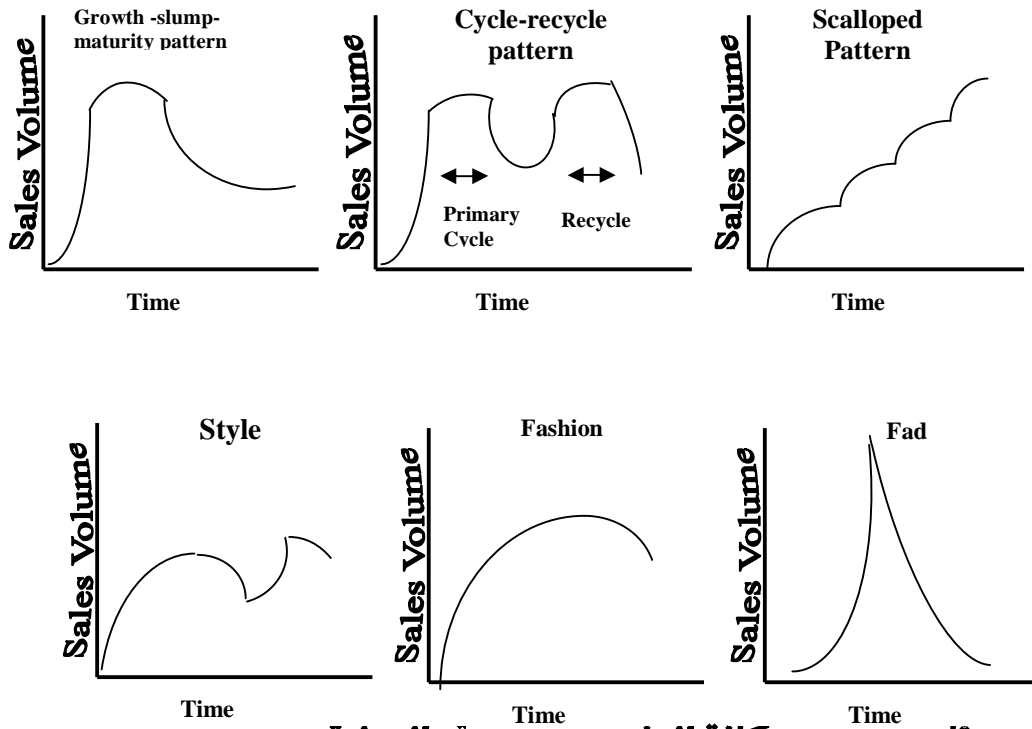 Growth -slump-
maturity pattern
Sales Volume
Time
Cycle-recycle
pattern
Sales Volume
Primary
Cycle
Recycle
Time
Scalloped
Pattern
Sales Volume
Time
Style
Sales Volume
Time
Fashion
Sales Volume
Time
Fad
Sales Volume
Time